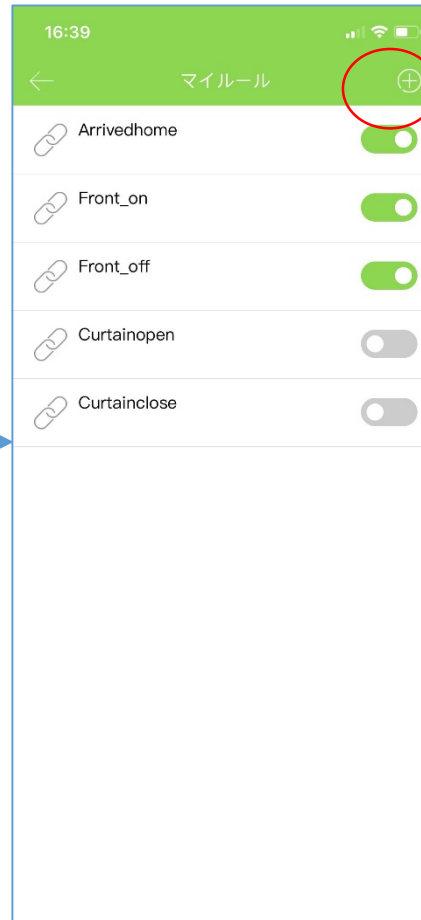 16:39
マイルール
Arrivedhome
Front_on
Front_off
Curtainopen
Curtainclose